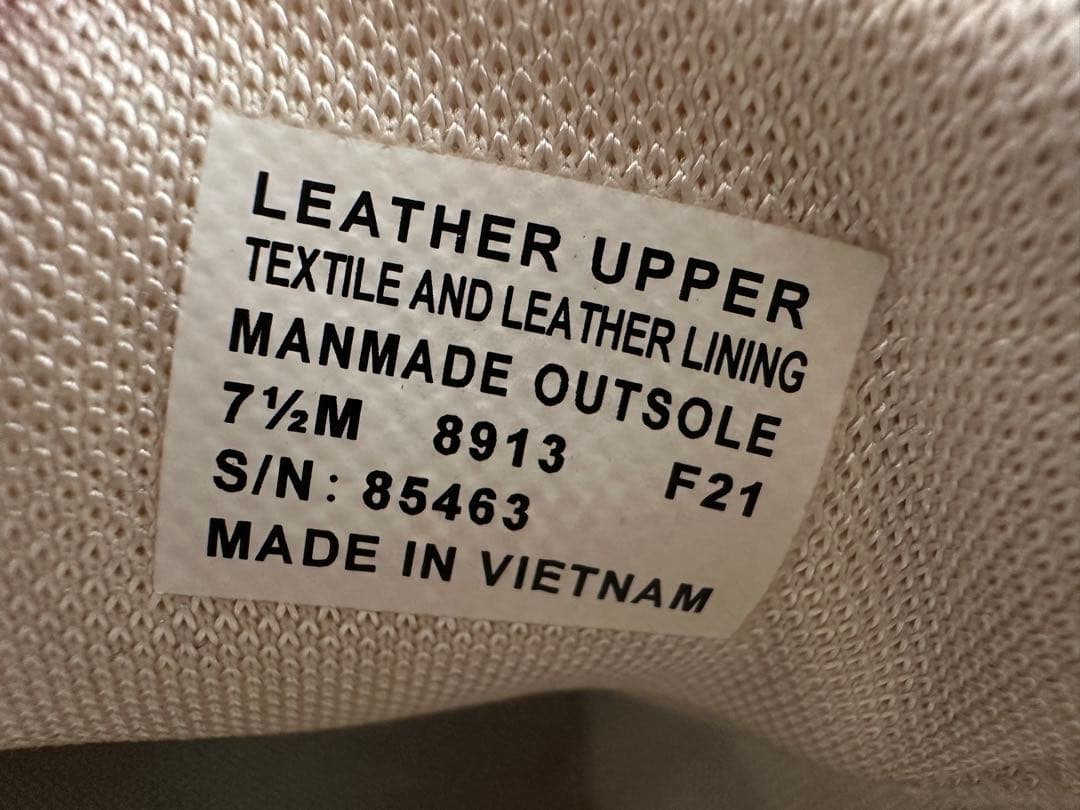 LEATHER UPPER
TEXTILE AND LEATHER LINING
MANMADE OUTSOLE
7½M 8913 F21
S/N: 85463
MADE IN VIETNAM